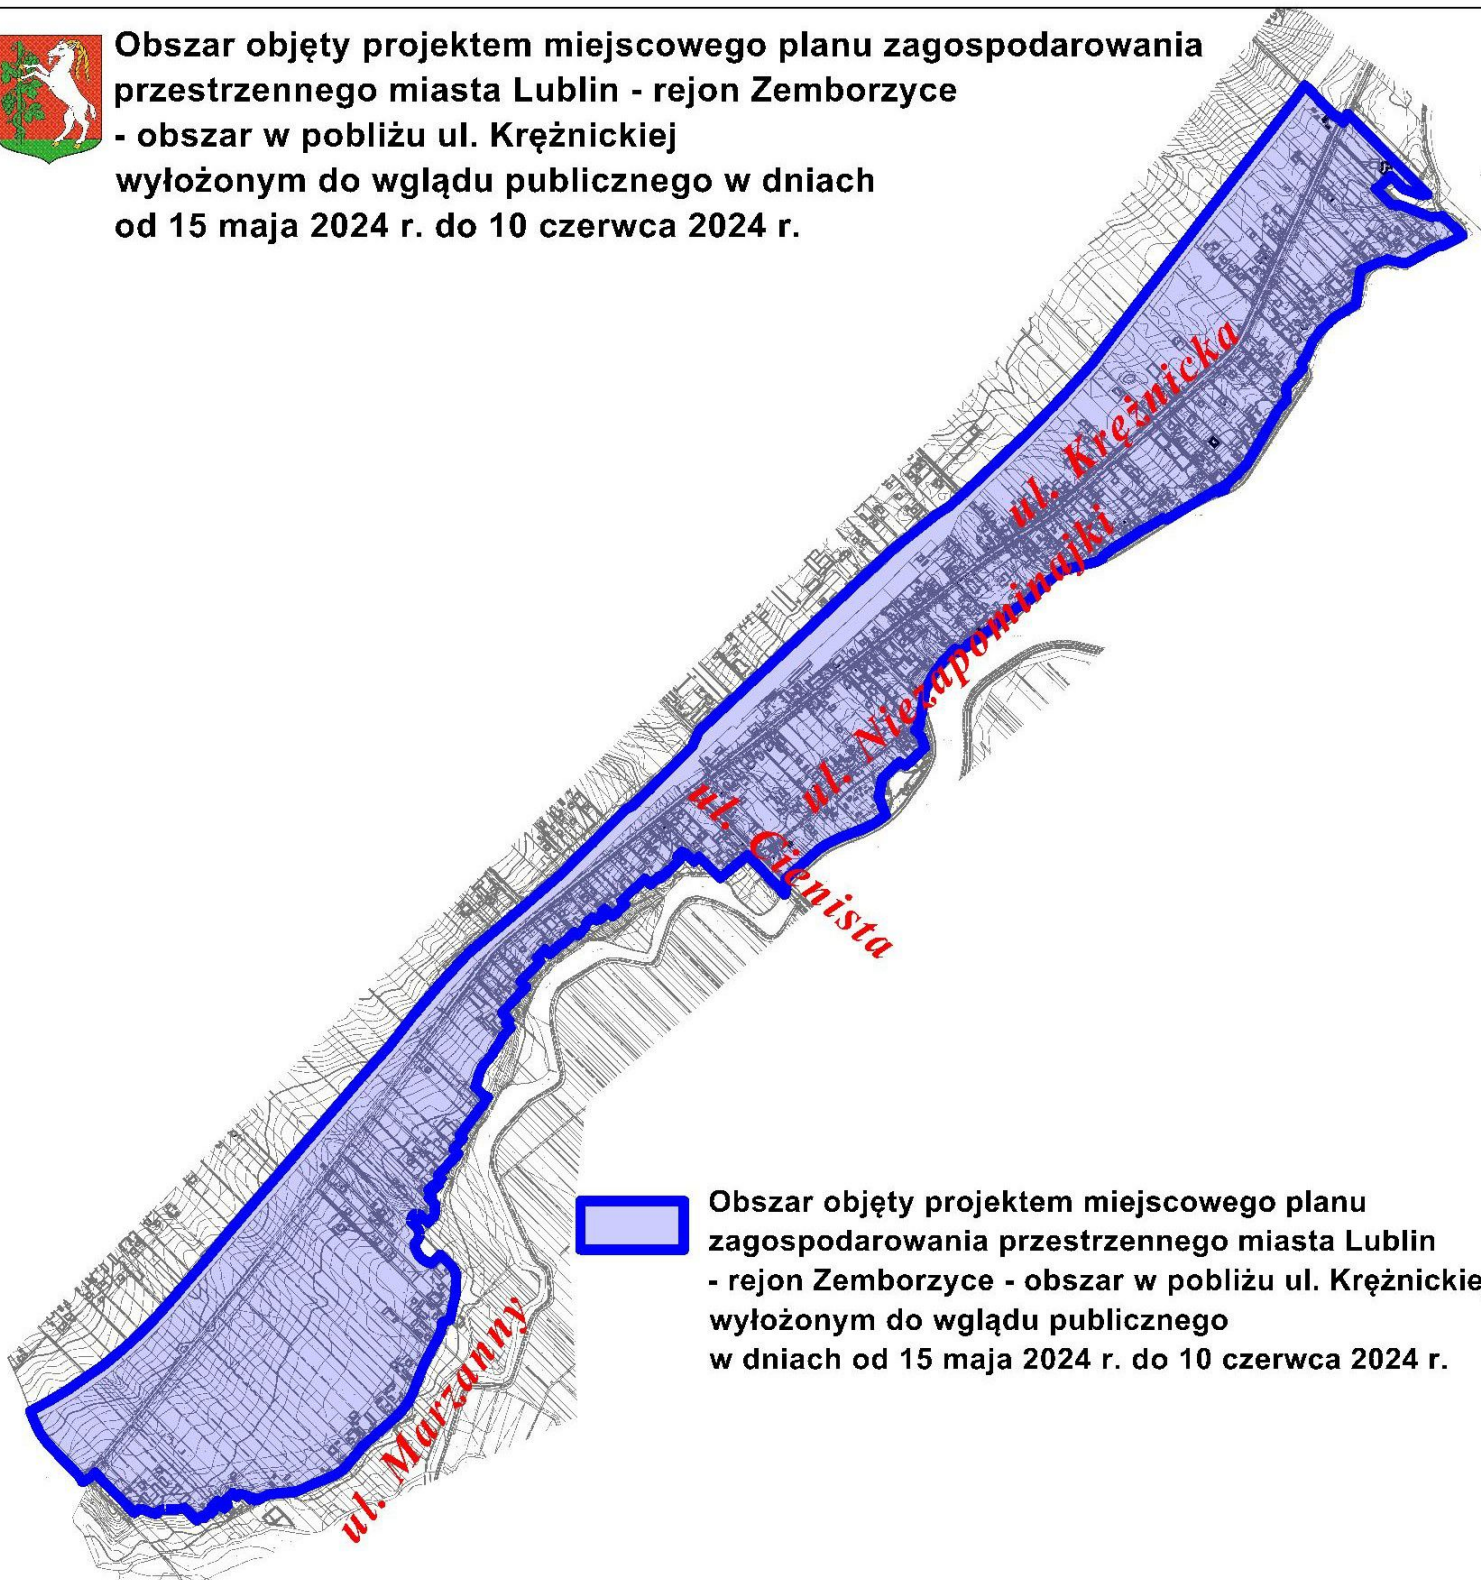 Obszar objęty projektem miejscowego planu zagospodarowania
przestrzennego miasta Lublin - rejon Zemborzyce
- obszar w pobliżu ul. Krężnickiej
wyłożonym do wglądu publicznego w dniach
od 15 maja 2024 r. do 10 czerwca 2024 r.
ul. Krężnicka
ul. Niezapominajki
ul. Cienista
ul. Marzanny
Obszar objęty projektem miejscowego planu
zagospodarowania przestrzennego miasta Lublin
- rejon Zemborzyce - obszar w pobliżu ul. Krężnickie
wyłożonym do wglądu publicznego
w dniach od 15 maja 2024 r. do 10 czerwca 2024 r.